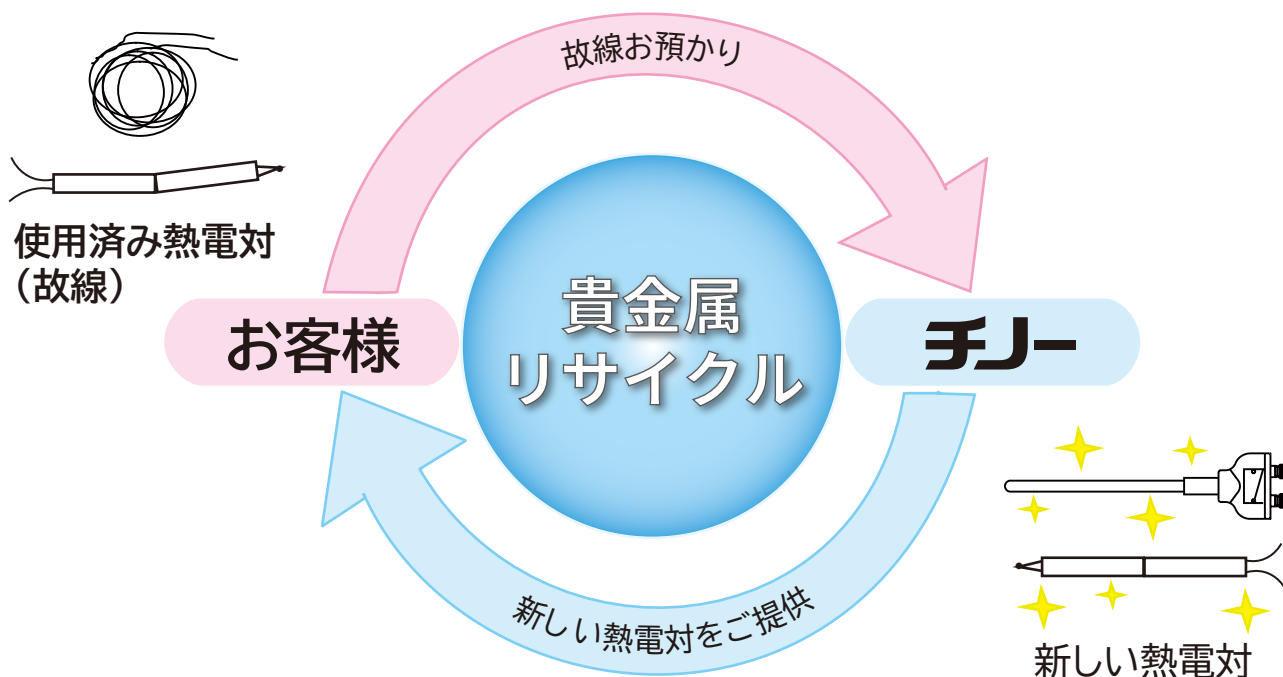 故線お預かり
使用済み熱電対
（故線）
お客様
貴金属
リサイクル
チノー
新しい熱電対をご提供
新しい熱電対